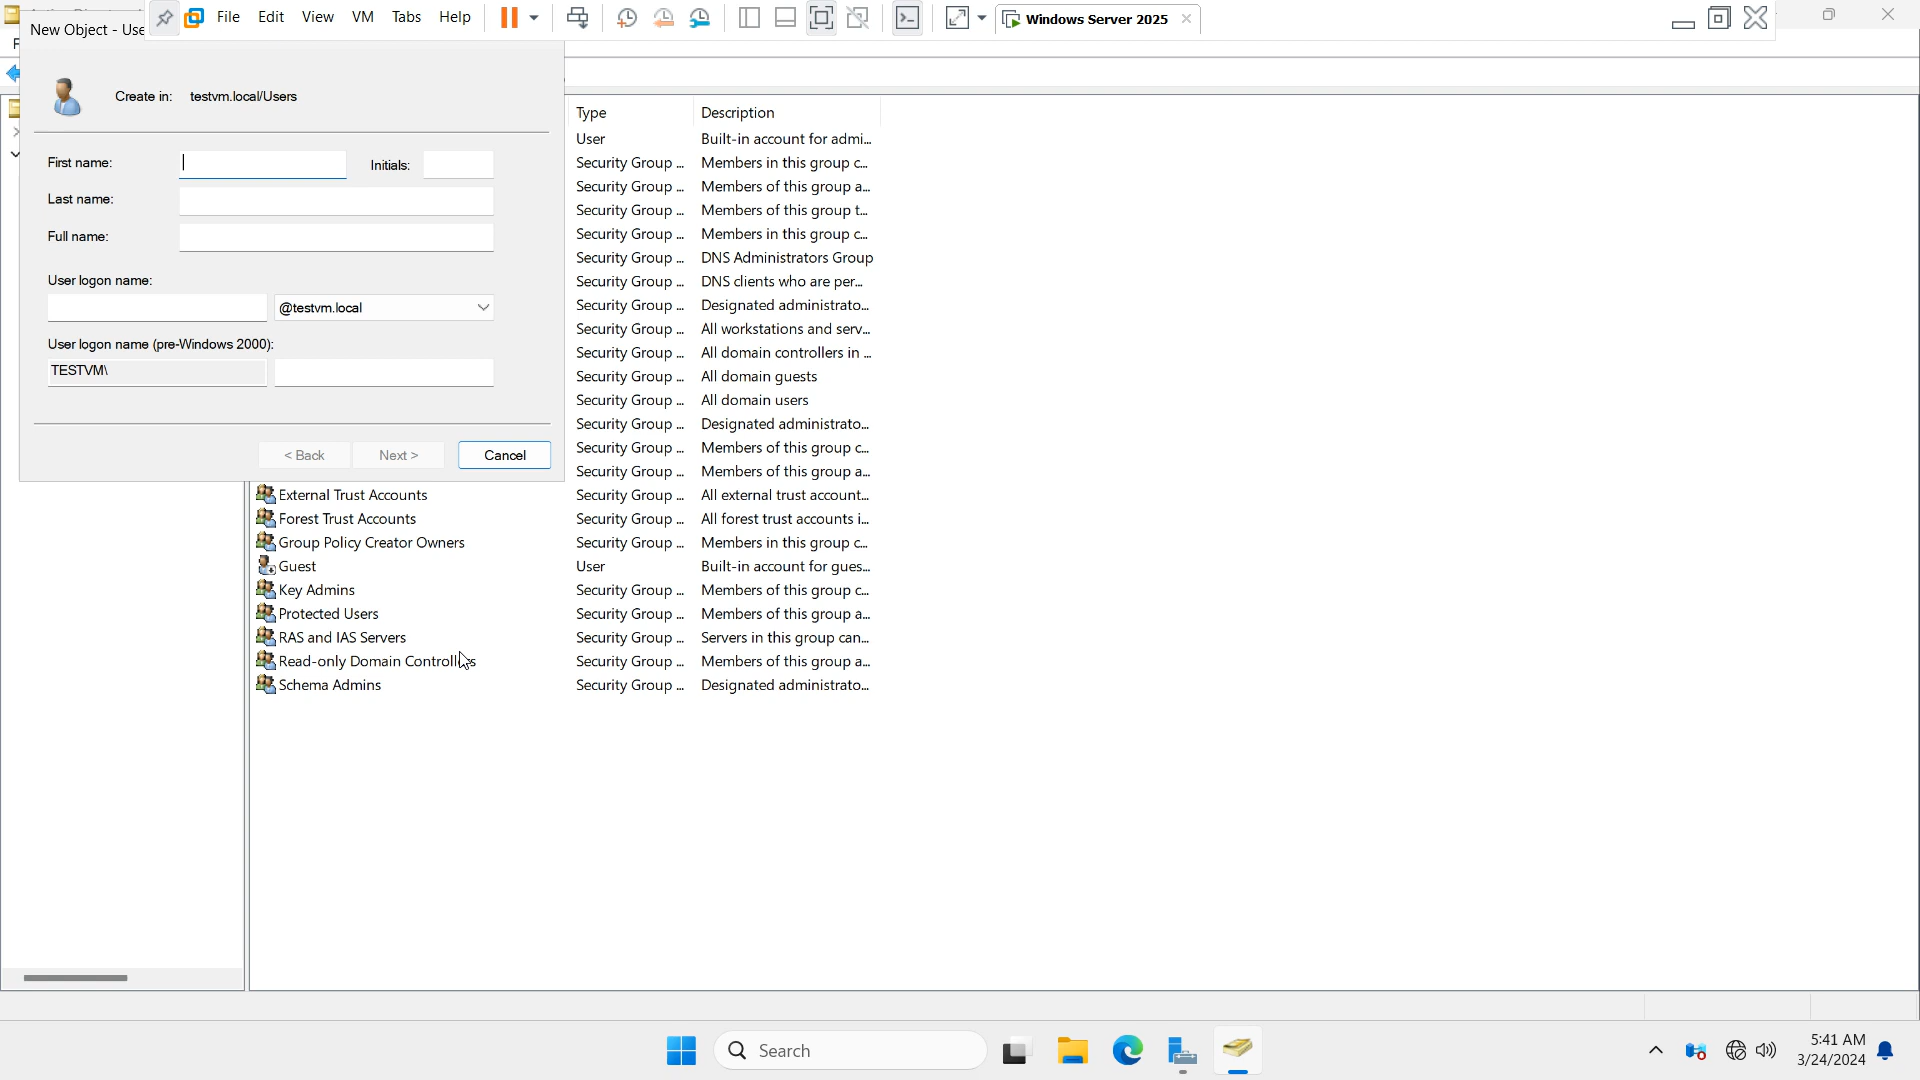 New Object - Use
File Edit View VM Tabs Help
Windows Server 2025
Create in: testvm.local/Users
First name:
Initials:
Last name:
Full name:
User logon name:
@testvm.local
User logon name (pre-Windows 2000):
TESTVM\
< Back Next > Cancel
Type Description
User Built-in account for admi...
Security Group ... Members in this group c...
Security Group ... Members of this group a...
Security Group ... Members of this group t...
Security Group ... Members in this group c...
Security Group ... DNS Administrators Group
Security Group ... DNS clients who are per...
Security Group ... Designated administrato...
Security Group ... All workstations and serv...
Security Group ... All domain controllers in ...
Security Group ... All domain guests
Security Group ... All domain users
Security Group ... Designated administrato...
Security Group ... Members of this group c...
Security Group ... Members of this group a...
External Trust Accounts Security Group ... All external trust account...
Forest Trust Accounts Security Group ... All forest trust accounts i...
Group Policy Creator Owners Security Group ... Members in this group c...
Guest User Built-in account for gues...
Key Admins Security Group ... Members of this group c...
Protected Users Security Group ... Members of this group a...
RAS and IAS Servers Security Group ... Servers in this group can...
Read-only Domain Controllers Security Group ... Members of this group a...
Schema Admins Security Group ... Designated administrato...
Search
5:41 AM
3/24/2024